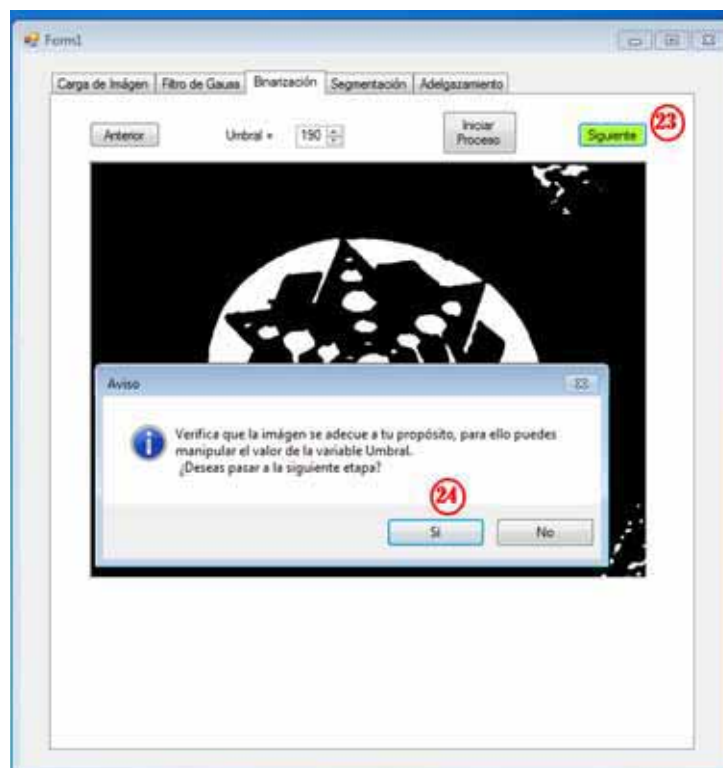 Form1
Carga de Imágen Filtro de Gauss Binarización Segmentación Adelgazamiento
23
Anterior Umbral = 190 Iniciar Proceso Siguiente
Aviso
Verifica que la imágen se adecue a tu propósito, para ello puedes
manipular el valor de la variable Umbral.
¿Deseas pasar a la siguiente etapa?
24
Si No